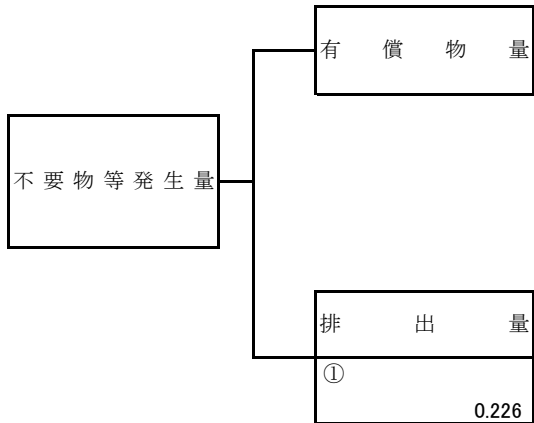 有償物量
不要物等発生量
排出量
①
0.226